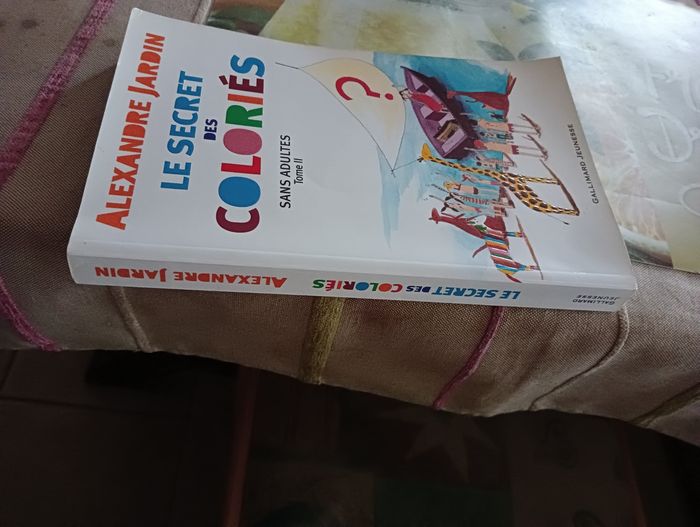 ALEXANDRE JARDIN
LE SECRET
DES
COLORIÉS
SANS ADULTES
Tome II
?
GALLIMARD JEUNESSE
ALEXANDRE JARDIN
LE SECRET DES COLORIÉS
GALLIMARD
JEUNESSE